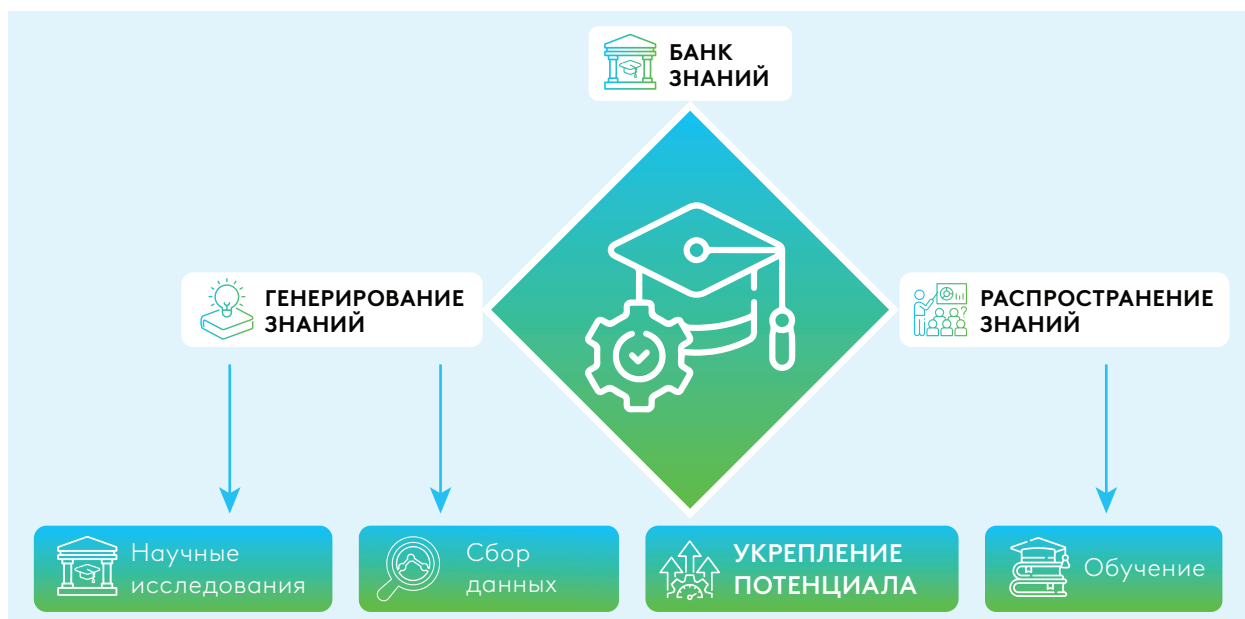 БАНК
ЗНАНИЙ
ГЕНЕРИРОВАНИЕ
ЗНАНИЙ
РАСПРОСТРАНЕНИЕ
ЗНАНИЙ
Научные
исследования
Сбор
данных
УКРЕПЛЕНИЕ
ПОТЕНЦИАЛА
Обучение